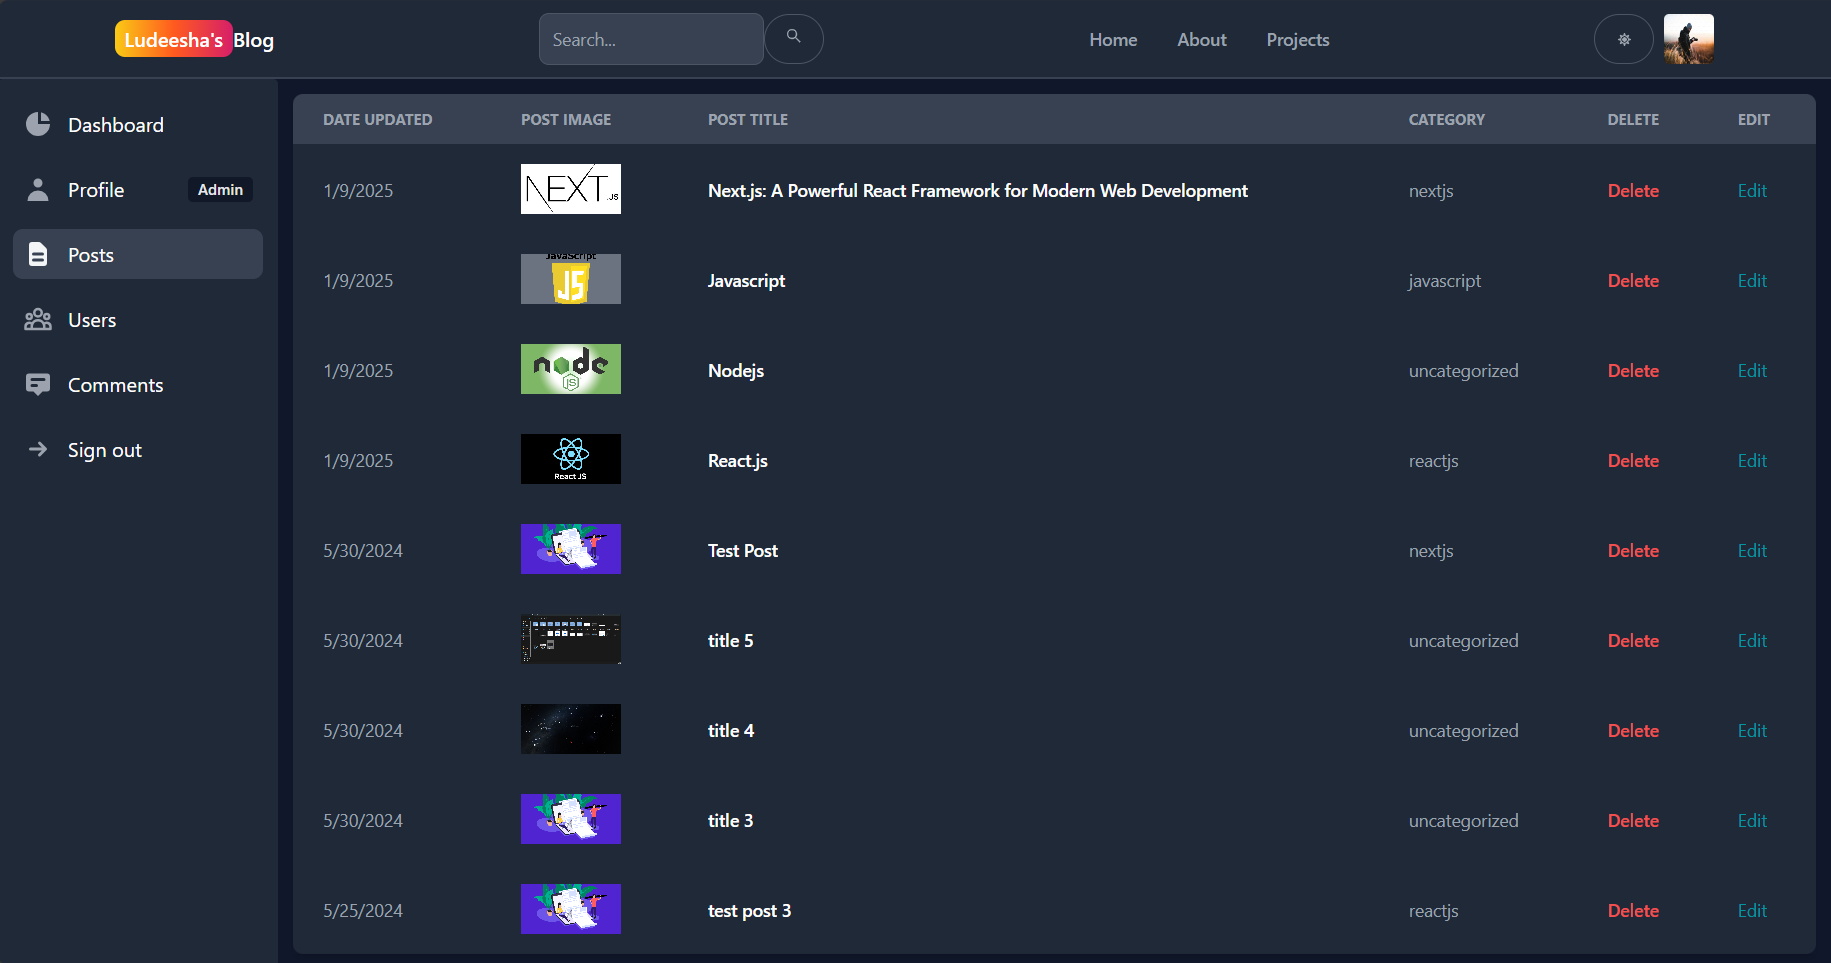 Ludeesha's Blog
Search...
Home
About
Projects
Dashboard
Profile
Admin
Posts
Users
Comments
Sign out
DATE UPDATED POST IMAGE POST TITLE CATEGORY DELETE EDIT
1/9/2025 NEXT.JS Next.js: A Powerful React Framework for Modern Web Development nextjs Delete Edit
1/9/2025 JavaScript JS Javascript javascript Delete Edit
1/9/2025 node JS Nodejs uncategorized Delete Edit
1/9/2025 React JS React.js reactjs Delete Edit
5/30/2024 Test Post nextjs Delete Edit
5/30/2024 title 5 uncategorized Delete Edit
5/30/2024 title 4 uncategorized Delete Edit
5/30/2024 title 3 uncategorized Delete Edit
5/25/2024 test post 3 reactjs Delete Edit